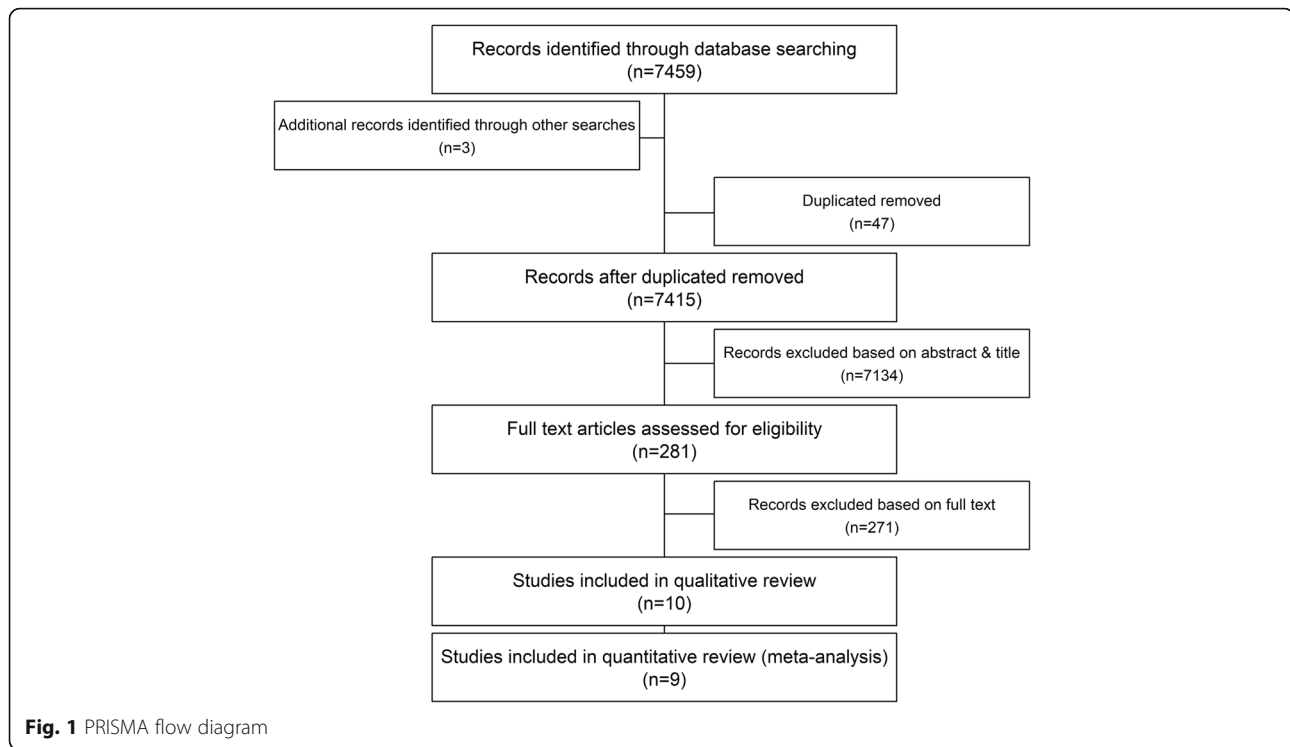 Records identified through database searching
(n=7459)
Additional records identified through other searches
(n=3)
Duplicated removed
(n=47)
Records after duplicated removed
(n=7415)
Records excluded based on abstract & title
(n=7134)
Full text articles assessed for eligibility
(n=281)
Records excluded based on full text
(n=271)
Studies included in qualitative review
(n=10)
Studies included in quantitative review (meta-analysis)
(n=9)
Fig. 1 PRISMA flow diagram